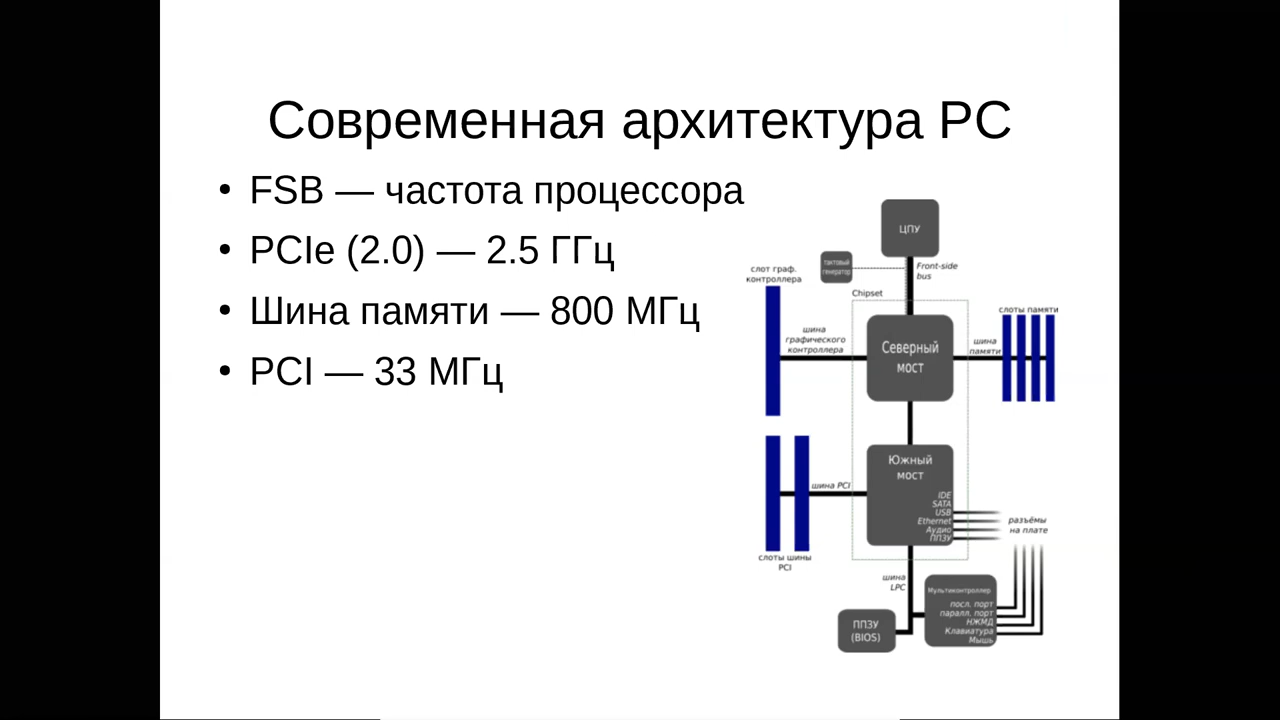 Современная архитектура PC
• FSB — частота процессора
• PCIe (2.0) — 2.5 ГГц
• Шина памяти — 800 МГц
• PCI — 33 МГц
ЦПУ
тактовый
генератор
Front-side
bus
слот граф.
контроллера
Chipset
слоты памяти
шина
графического
контроллера
Северный
мост
шина
памяти
Южный
мост
шина PCI
IDE
SATA
USB
Ethernet
Аудио
ППЗУ
разъёмы
на плате
слоты шины
PCI
шина
LPC
Мультиконтроллер
посл. порт
паралл. порт
НЖМД
Клавиатура
Мышь
ППЗУ
(BIOS)